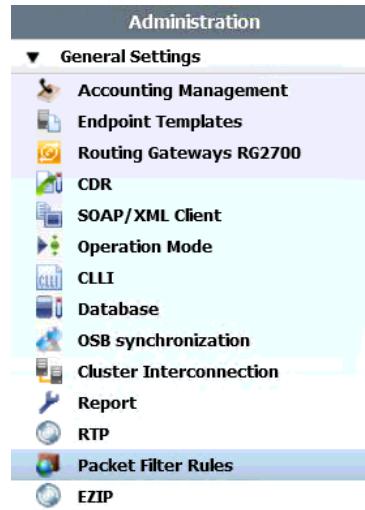 Administration
General Settings
Accounting Management
Endpoint Templates
Routing Gateways RG2700
CDR
SOAP/XML Client
Operation Mode
CLLI
CLLI
Database
OSB synchronization
Cluster Interconnection
Report
RTP
Packet Filter Rules
EZIP